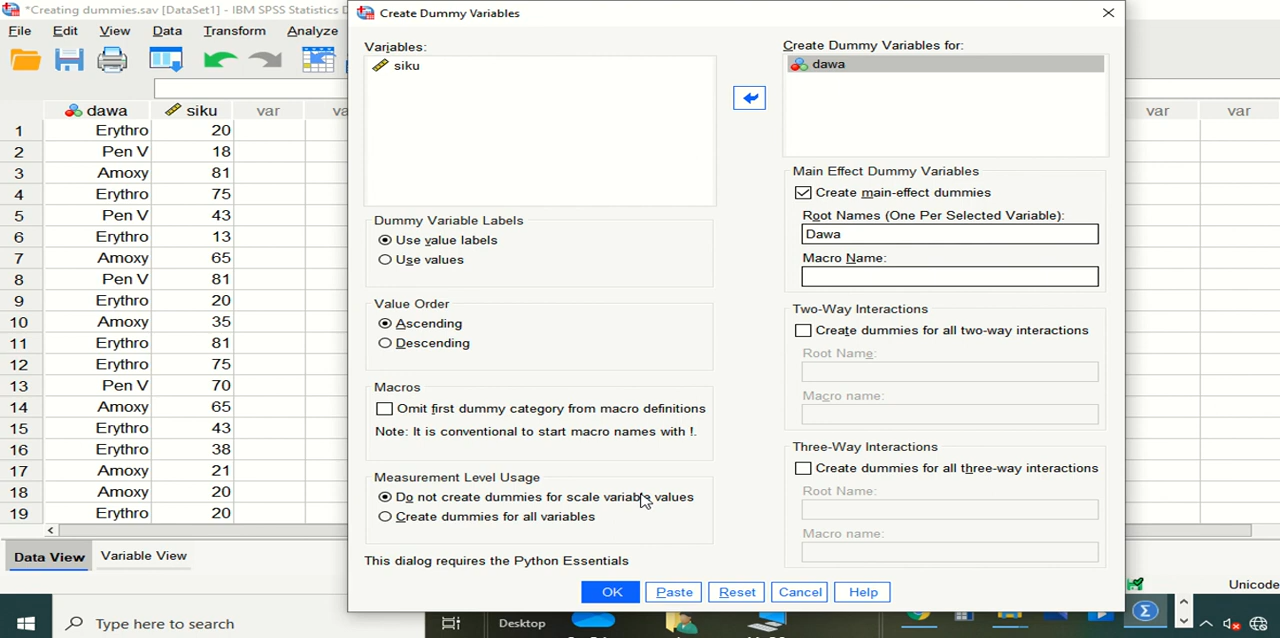 *Creating dummies.sav [DataSet1] - IBM SPSS Statistics D
File Edit View Data Transform Analyze
dawa siku var va
1 Erythro 20
2 Pen V 18
3 Amoxy 81
4 Erythro 75
5 Pen V 43
6 Erythro 13
7 Amoxy 65
8 Pen V 81
9 Erythro 20
10 Amoxy 35
11 Erythro 81
12 Erythro 75
13 Pen V 70
14 Amoxy 65
15 Erythro 43
16 Erythro 38
17 Amoxy 21
18 Amoxy 20
19 Erythro 20
Data View Variable View
Create Dummy Variables
Variables:
siku
Dummy Variable Labels
Use value labels
Use values
Value Order
Ascending
Descending
Macros
Omit first dummy category from macro definitions
Note: It is conventional to start macro names with !.
Measurement Level Usage
Do not create dummies for scale variable values
Create dummies for all variables
This dialog requires the Python Essentials
Create Dummy Variables for:
dawa
Main Effect Dummy Variables
Create main-effect dummies
Root Names (One Per Selected Variable):
Dawa
Macro Name:
Two-Way Interactions
Create dummies for all two-way interactions
Root Name:
Macro name:
Three-Way Interactions
Create dummies for all three-way interactions
Root Name:
Macro name:
OK Paste Reset Cancel Help
var var
Unicode
Type here to search
Desktop